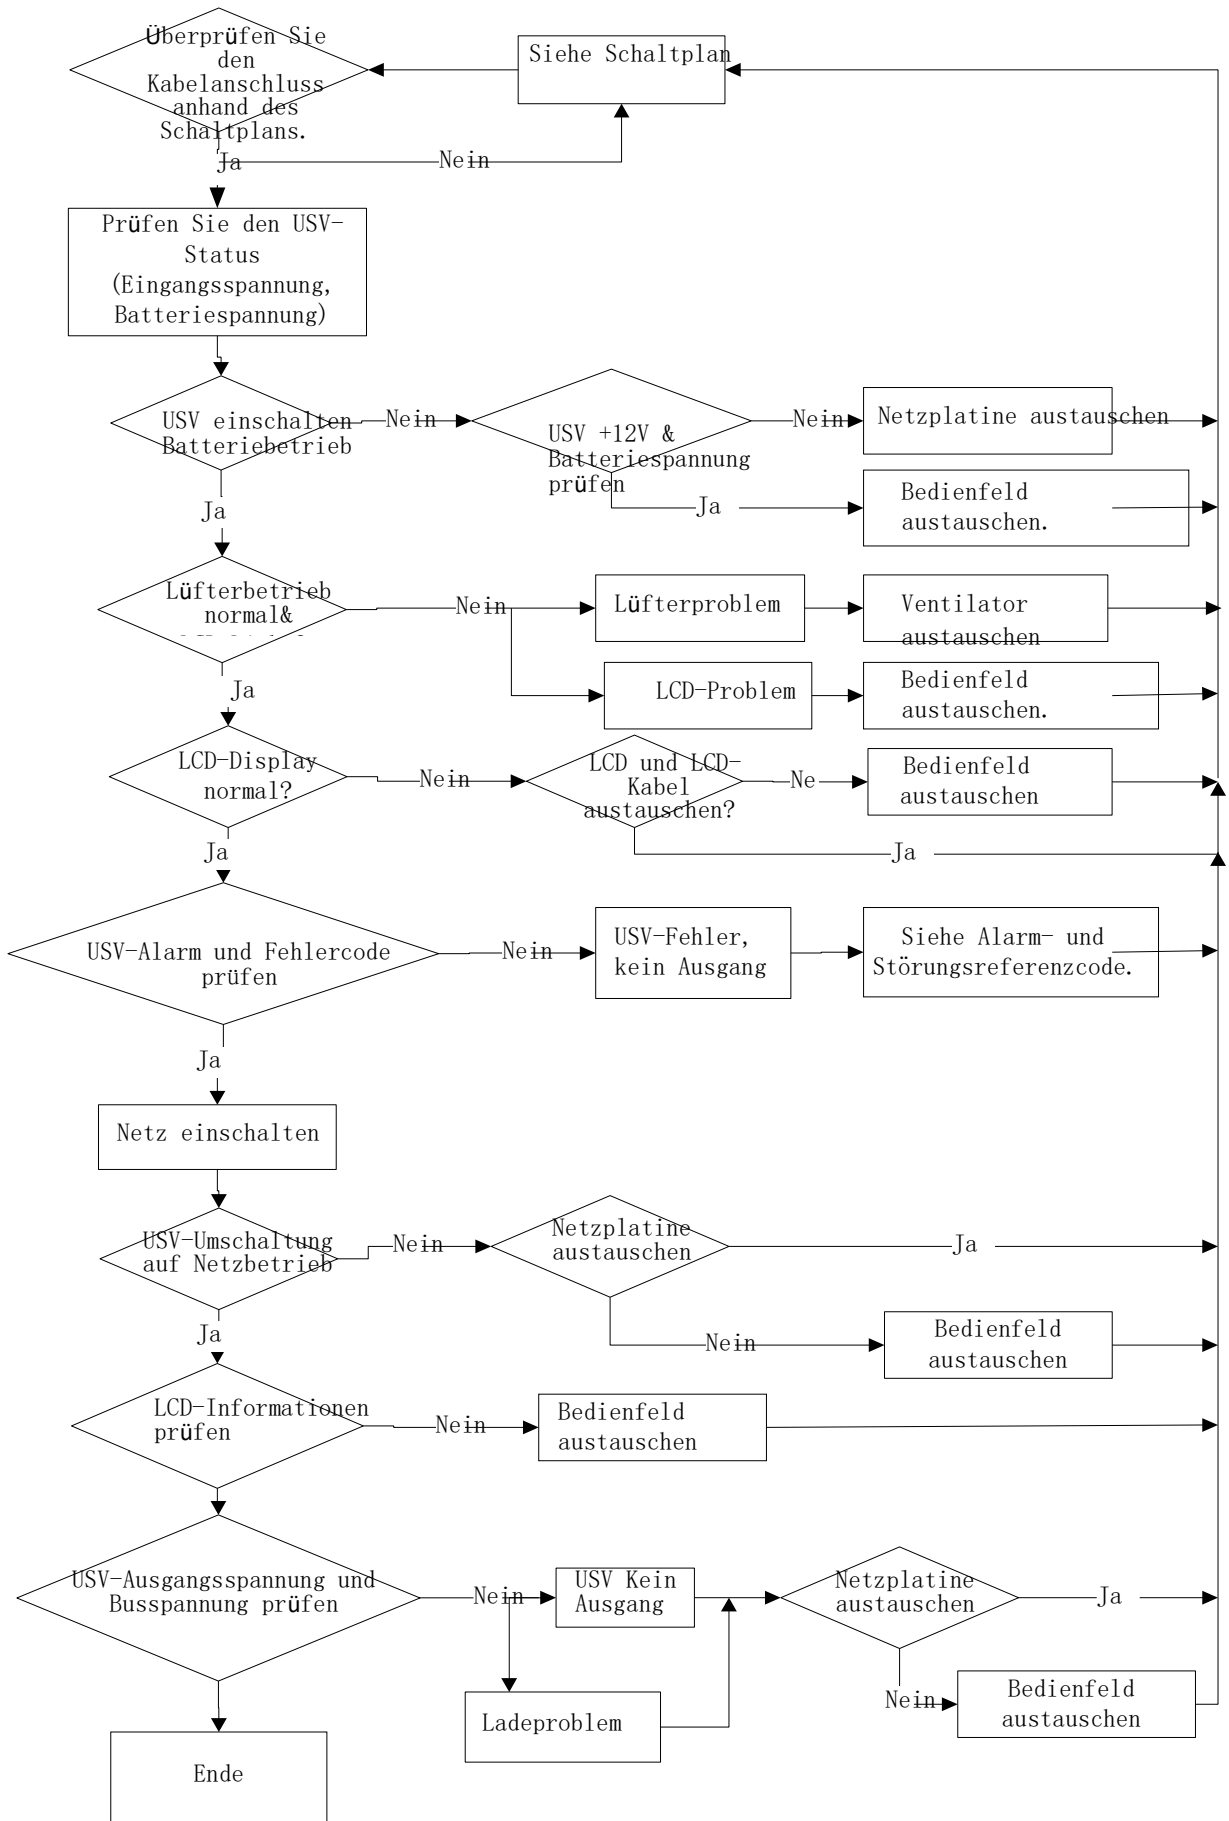 Überprüfen Sie
den
Kabelanschluss
anhand des
Schaltplans.
Siehe Schaltplan
Ja
Nein
Prüfen Sie den USV-
Status
(Eingangsspannung,
Batteriespannung)
USV einschalten
Batteriebetrieb
Nein
USV +12V &
Batteriespannung
prüfen
Nein
Netzplatine austauschen
Ja
Bedienfeld
austauschen.
Ja
Lüfterbetrieb
normal&
Nein
Lüfterproblem
Ventilator
austauschen
LCD-Problem
Bedienfeld
austauschen.
Ja
LCD-Display
normal?
Nein
LCD und LCD-
Kabel
austauschen?
Ne
Bedienfeld
austauschen
Ja
Ja
USV-Alarm und Fehlercode
prüfen
Nein
USV-Fehler,
kein Ausgang
Siehe Alarm- und
Störungsreferenzcode.
Ja
Netz einschalten
USV-Umschaltung
auf Netzbetrieb
Nein
Netzplatine
austauschen
Ja
Ja
Nein
Bedienfeld
austauschen
LCD-Informationen
prüfen
Nein
Bedienfeld
austauschen
USV-Ausgangsspannung und
Busspannung prüfen
Nein
USV Kein
Ausgang
Netzplatine
austauschen
Ja
Ladeproblem
Nein
Bedienfeld
austauschen
Ende